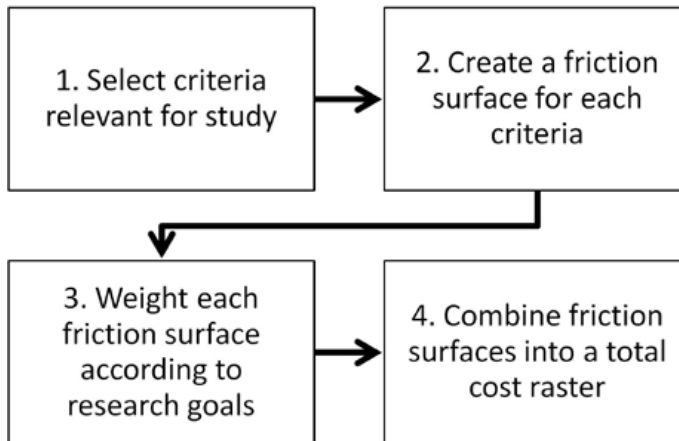 1. Select criteria
relevant for study
2. Create a friction
surface for each
criteria
3. Weight each
friction surface
according to
research goals
4. Combine friction
surfaces into a total
cost raster